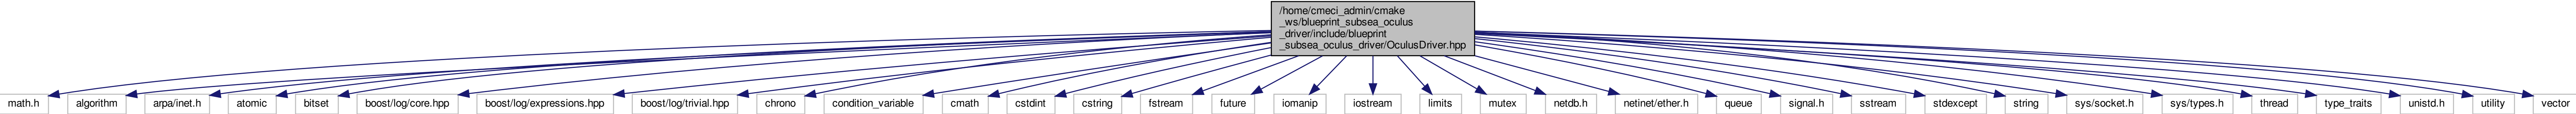 /home/cmeci_admin/cmake
_ws/blueprint_subsea_oculus
_driver/include/blueprint
_subsea_oculus_driver/OculusDriver.hpp
math.h
algorithm
arpa/inet.h
atomic
bitset
boost/log/core.hpp
boost/log/expressions.hpp
boost/log/trivial.hpp
chrono
condition_variable
cmath
cstdint
cstring
fstream
future
iomanip
iostream
limits
mutex
netdb.h
netinet/ether.h
queue
signal.h
sstream
stdexcept
string
sys/socket.h
sys/types.h
thread
type_traits
unistd.h
utility
vector